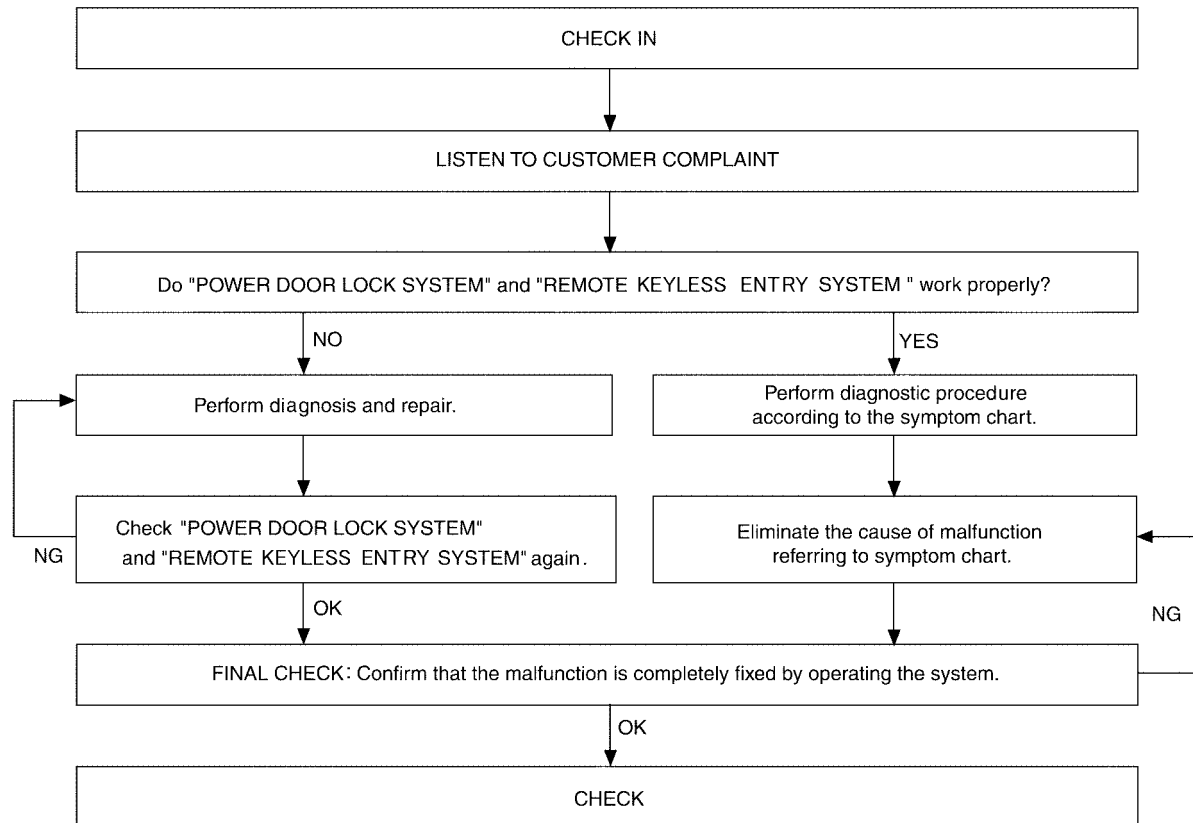 CHECK IN
LISTEN TO CUSTOMER COMPLAINT
Do "POWER DOOR LOCK SYSTEM" and "REMOTE KEYLESS ENTRY SYSTEM " work properly?
NO
YES
Perform diagnosis and repair.
Perform diagnostic procedure
according to the symptom chart.
Check "POWER DOOR LOCK SYSTEM"
and "REMOTE KEYLESS ENTRY SYSTEM" again.
NG
Eliminate the cause of malfunction
referring to symptom chart.
OK
NG
FINAL CHECK: Confirm that the malfunction is completely fixed by operating the system.
OK
CHECK